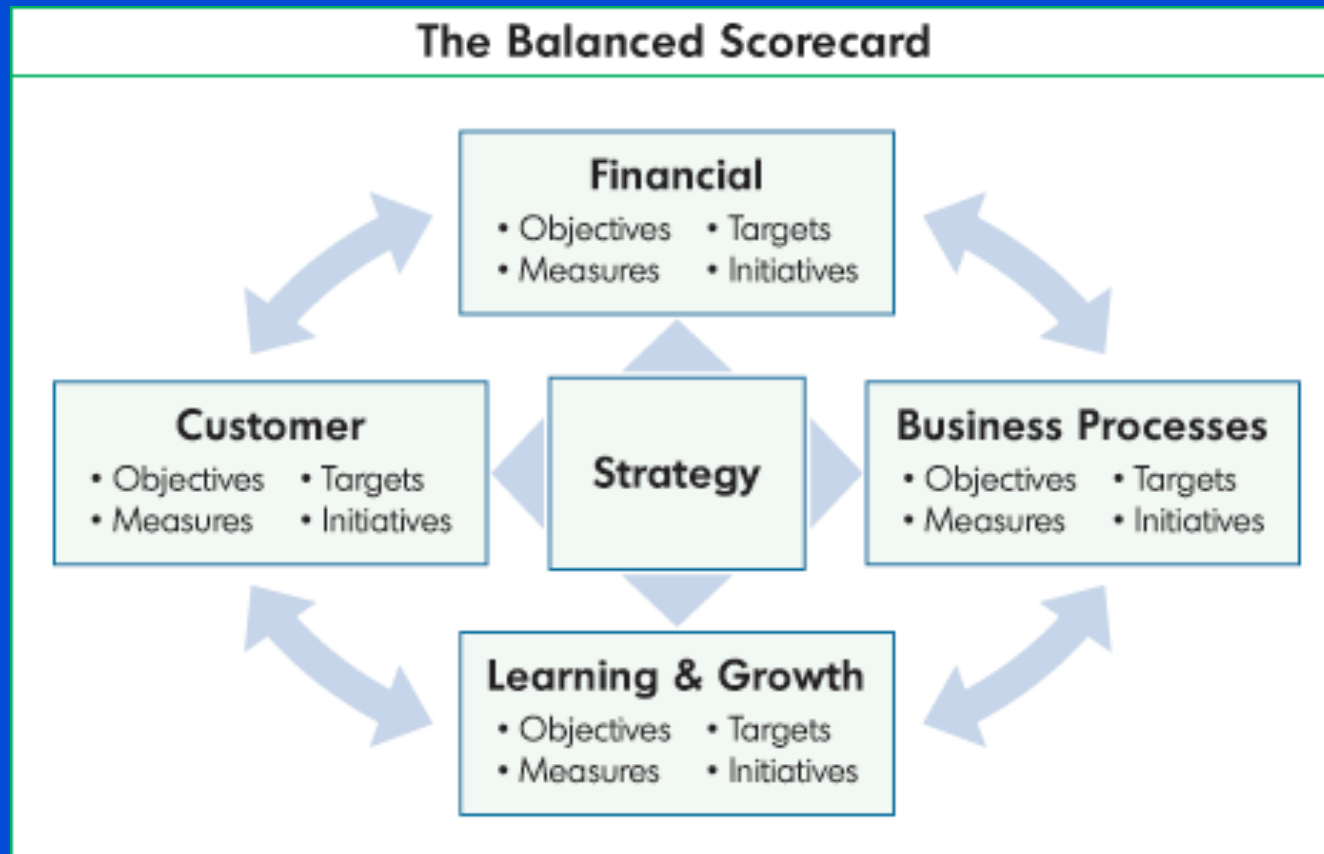 The Balanced Scorecard
Financial
• Objectives • Targets
• Measures • Initiatives
Customer
• Objectives • Targets
• Measures • Initiatives
Strategy
Business Processes
• Objectives • Targets
• Measures • Initiatives
Learning & Growth
• Objectives • Targets
• Measures • Initiatives